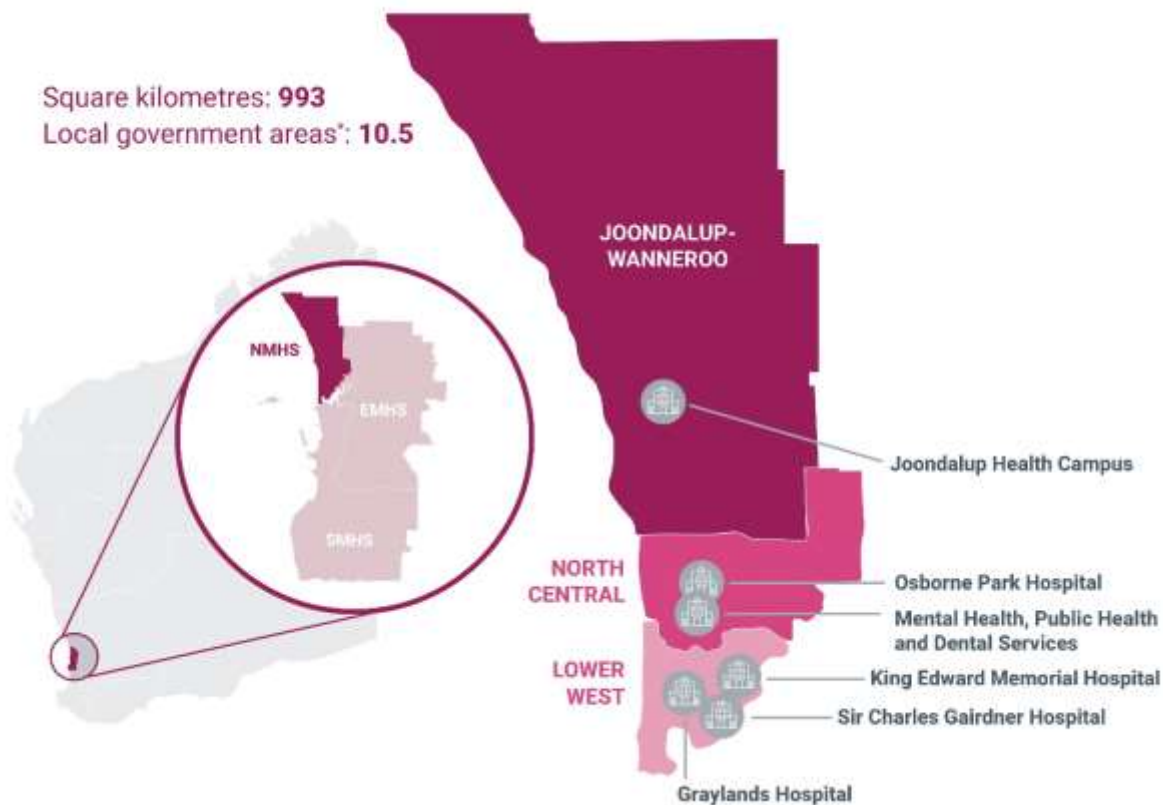 Square kilometres: 993
Local government areas*: 10.5
JOONDALUP-
WANNEROO
NMHS
EMHS
SMHS
Joondalup Health Campus
NORTH
CENTRAL
Osborne Park Hospital
Mental Health, Public Health
and Dental Services
LOWER
WEST
King Edward Memorial Hospital
Sir Charles Gairdner Hospital
Graylands Hospital